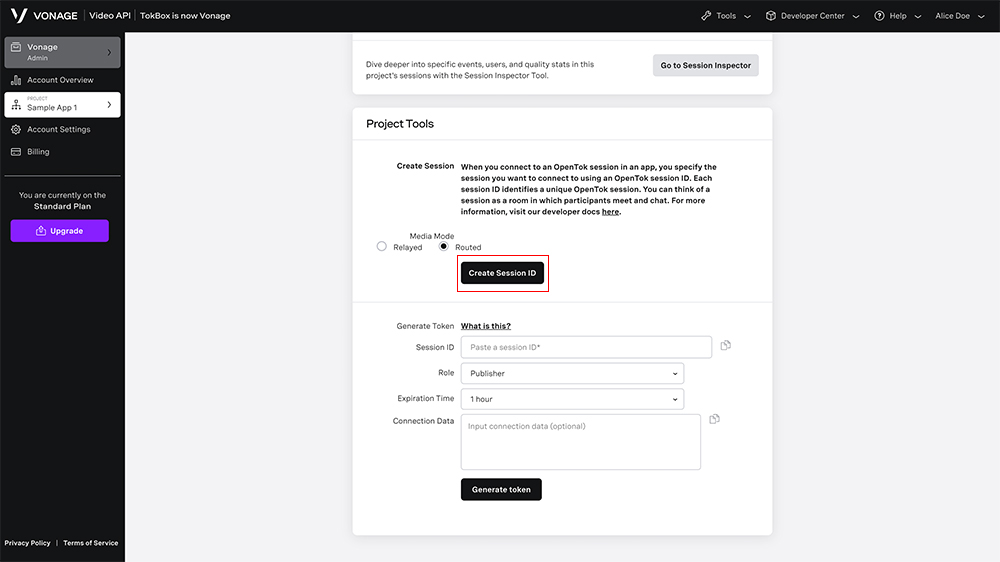 VONAGE | Video API | TokBox is now Vonage
Tools
Developer Center
Help
Alice Doe
Vonage
Admin
Account Overview
PROJECT
Sample App 1
Account Settings
Billing
You are currently on the
Standard Plan
Upgrade
Privacy Policy | Terms of Service
Dive deeper into specific events, users, and quality stats in this
project's sessions with the Session Inspector Tool.
Go to Session Inspector
Project Tools
Create Session
When you connect to an OpenTok session in an app, you specify the
session you want to connect to using an OpenTok session ID. Each
session ID identifies a unique OpenTok session. You can think of a
session as a room in which participants meet and chat. For more
information, visit our developer docs here.
Media Mode
Relayed
Routed
Create Session ID
Generate Token
What is this?
Session ID
Paste a session ID*
Role
Publisher
Expiration Time
1 hour
Connection Data
Input connection data (optional)
Generate token